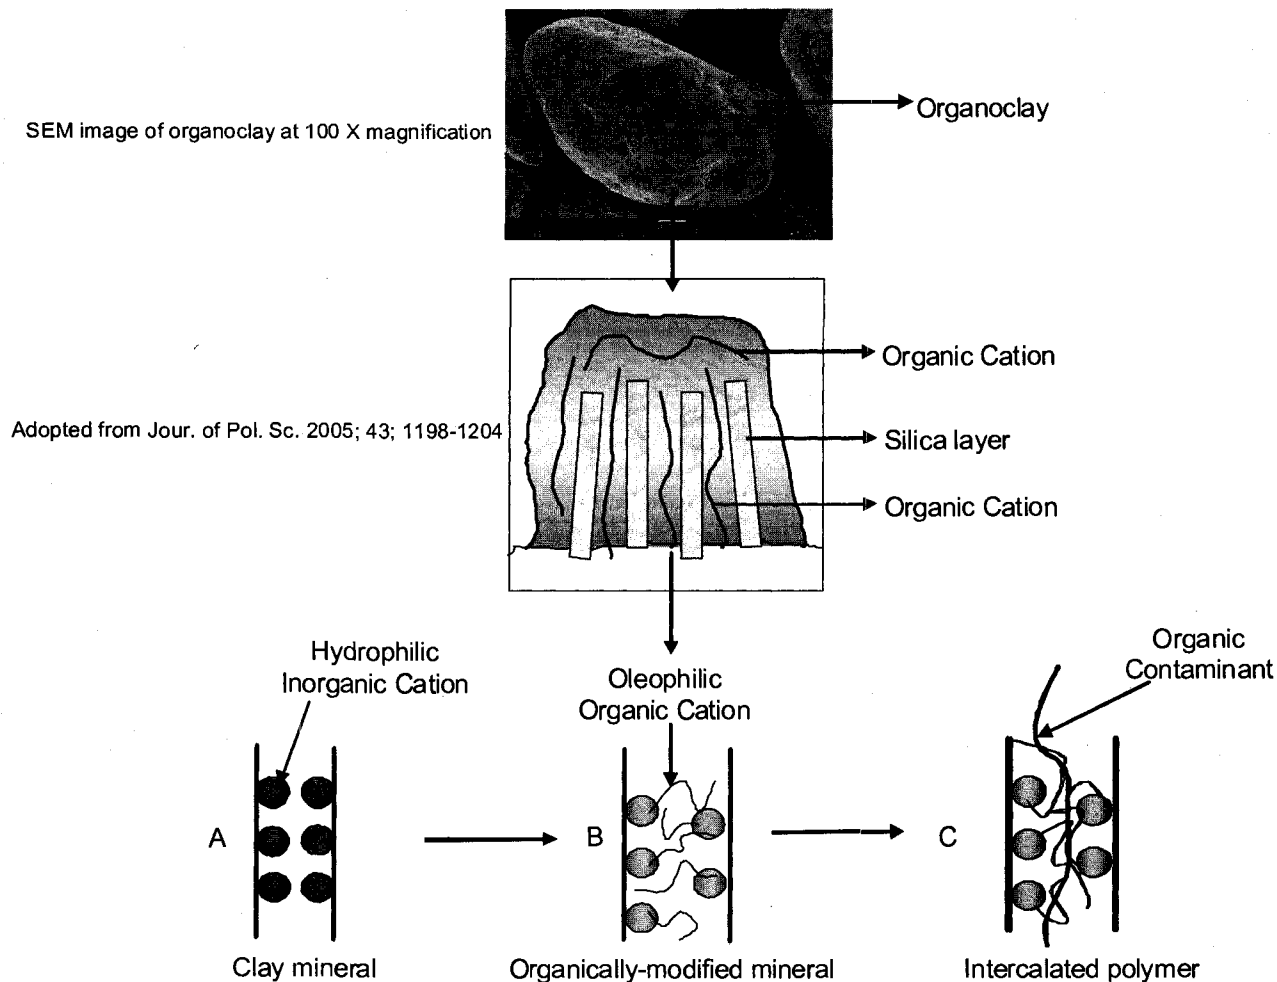 SEM image of organoclay at 100 X magnification
Organoclay
Organic Cation
Adopted from Jour. of Pol. Sc. 2005; 43; 1198-1204
Silica layer
Organic Cation
Hydrophilic
Inorganic Cation
Oleophilic
Organic Cation
Organic
Contaminant
A
B
C
Clay mineral
Organically-modified mineral
Intercalated polymer